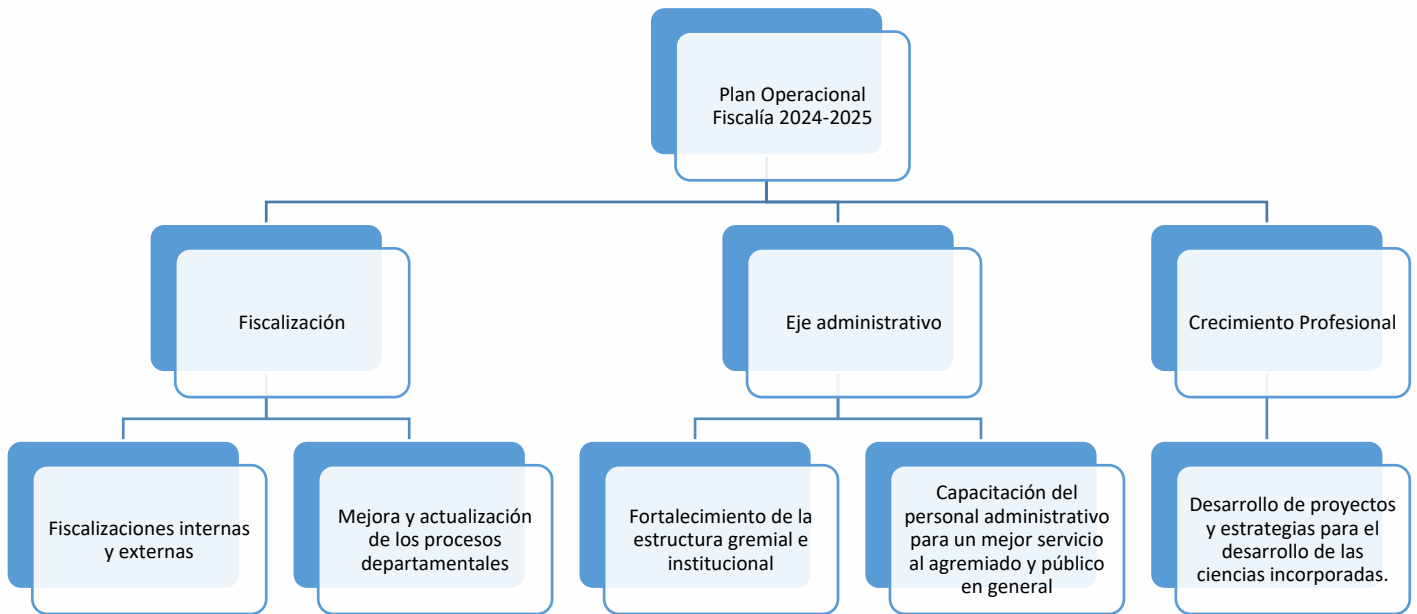 Plan Operacional
Fiscalía 2024-2025
Fiscalización
Eje administrativo
Crecimiento Profesional
Fiscalizaciones internas
y externas
Mejora y actualización
de los procesos
departamentales
Fortalecimiento de la
estructura gremial e
institucional
Capacitación del
personal administrativo
para un mejor servicio
al agremiado y público
en general
Desarrollo de proyectos
y estrategias para el
desarrollo de las
ciencias incorporadas.